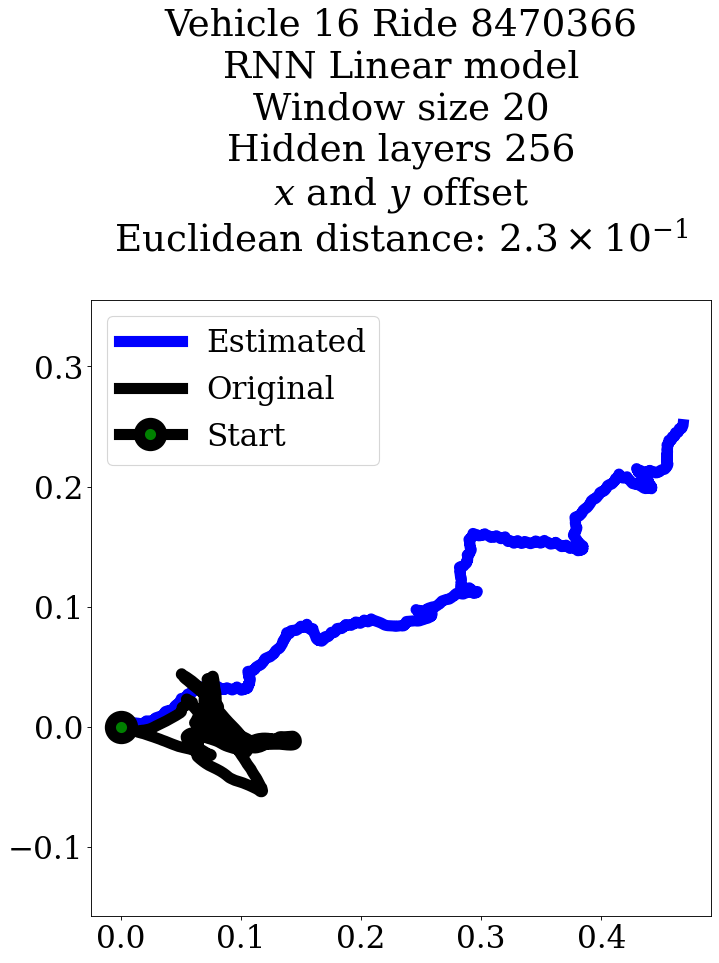 Vehicle 16 Ride 8470366
RNN Linear model
Window size 20
Hidden layers 256
x and y offset
Euclidean distance: 2.3 × 10⁻¹
Estimated
Original
Start
0.3
0.2
0.1
0.0
−0.1
0.0 0.1 0.2 0.3 0.4